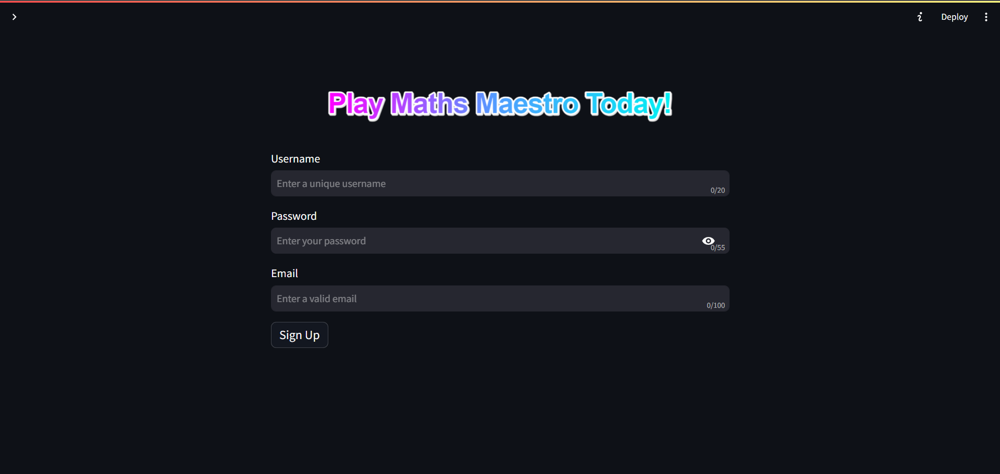 Deploy
Play Maths Maestro Today!
Username
Enter a unique username
0/20
Password
Enter your password
0/55
Email
Enter a valid email
0/100
Sign Up